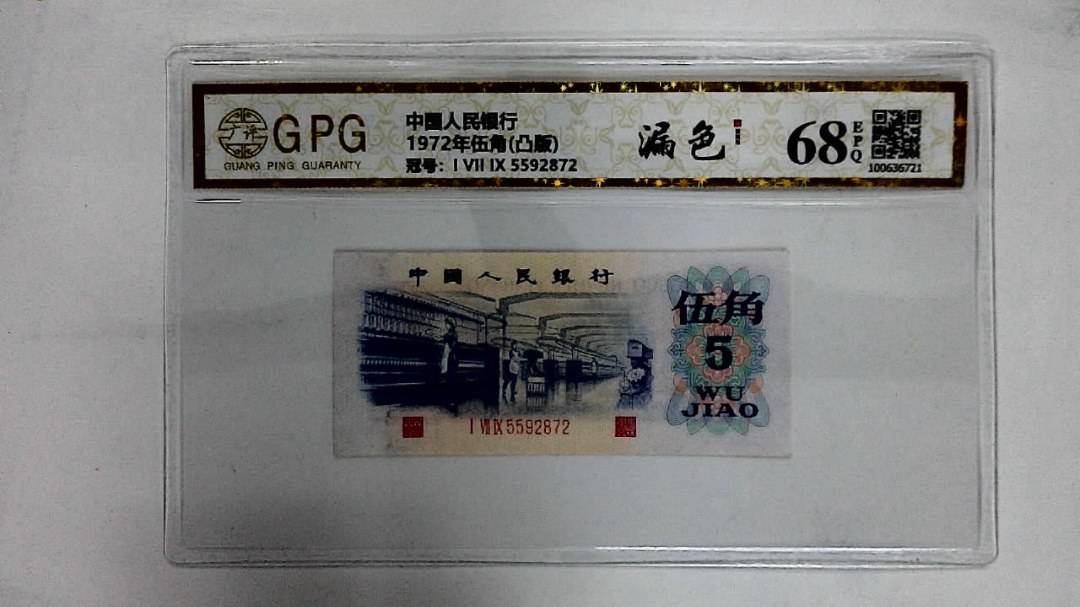 广评
GPG
GUANG PING GUARANTY
中國人民银行
1972年伍角(凸版)
冠号: I VII IX 5592872
漏色
68
EPQ
100636721
中國人民銀行
伍角
5
WU
JIAO
I VII IX 5592872